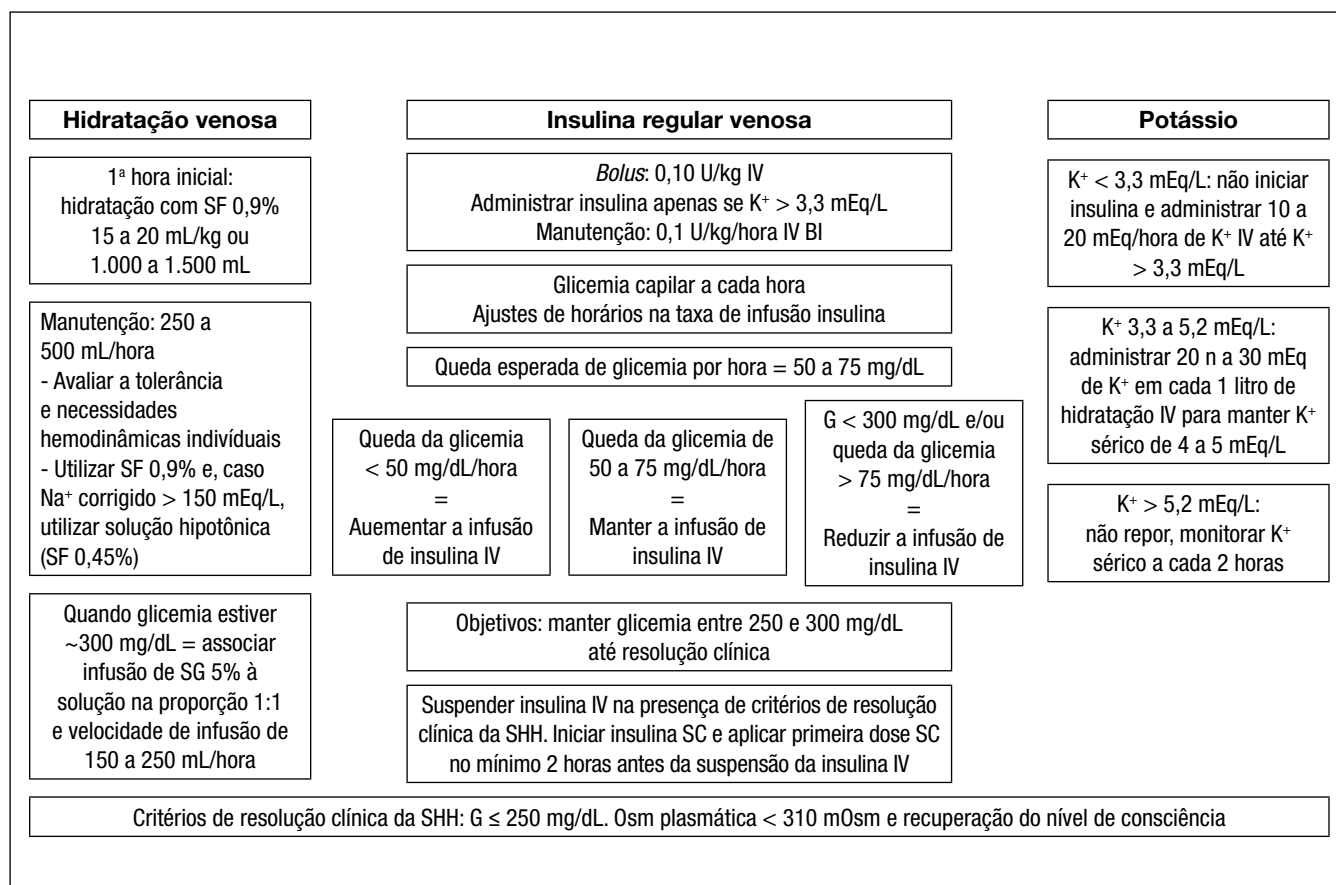 Hidratação venosa
1ª hora inicial:
hidratação com SF 0,9%
15 a 20 mL/kg ou
1.000 a 1.500 mL
Manutenção: 250 a
500 mL/hora
- Avaliar a tolerância
e necessidades
hemodinâmicas indivíduais
- Utilizar SF 0,9% e, caso
Na⁺ corrigido > 150 mEq/L,
utilizar solução hipotônica
(SF 0,45%)
Quando glicemia estiver
~300 mg/dL = associar
infusão de SG 5% à
solução na proporção 1:1
e velocidade de infusão de
150 a 250 mL/hora
Insulina regular venosa
Bolus: 0,10 U/kg IV
Administrar insulina apenas se K⁺ > 3,3 mEq/L
Manutenção: 0,1 U/kg/hora IV BI
Glicemia capilar a cada hora
Ajustes de horários na taxa de infusão insulina
Queda esperada de glicemia por hora = 50 a 75 mg/dL
Queda da glicemia
< 50 mg/dL/hora
=
Auementar a infusão
de insulina IV
Queda da glicemia de
50 a 75 mg/dL/hora
=
Manter a infusão de
insulina IV
G < 300 mg/dL e/ou
queda da glicemia
> 75 mg/dL/hora
=
Reduzir a infusão de
insulina IV
Objetivos: manter glicemia entre 250 e 300 mg/dL
até resolução clínica
Suspender insulina IV na presença de critérios de resolução
clínica da SHH. Iniciar insulina SC e aplicar primeira dose SC
no mínimo 2 horas antes da suspensão da insulina IV
Potássio
K⁺ < 3,3 mEq/L: não iniciar
insulina e administrar 10 a
20 mEq/hora de K⁺ IV até K⁺
> 3,3 mEq/L
K⁺ 3,3 a 5,2 mEq/L:
administrar 20 n a 30 mEq
de K⁺ em cada 1 litro de
hidratação IV para manter K⁺
sérico de 4 a 5 mEq/L
K⁺ > 5,2 mEq/L:
não repor, monitorar K⁺
sérico a cada 2 horas
Critérios de resolução clínica da SHH: G ≤ 250 mg/dL. Osm plasmática < 310 mOsm e recuperação do nível de consciência